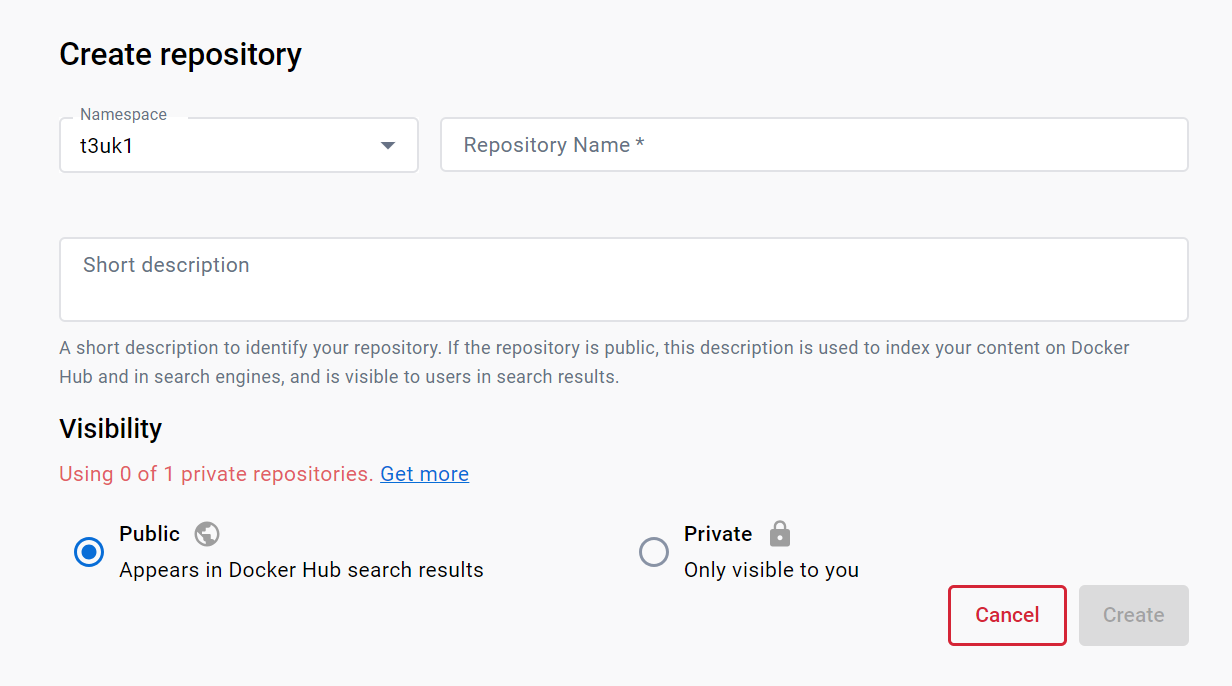 Create repository
Namespace
t3uk1
Repository Name *
Short description
A short description to identify your repository. If the repository is public, this description is used to index your content on Docker
Hub and in search engines, and is visible to users in search results.
Visibility
Using 0 of 1 private repositories. Get more
Public
Appears in Docker Hub search results
Private
Only visible to you
Cancel
Create